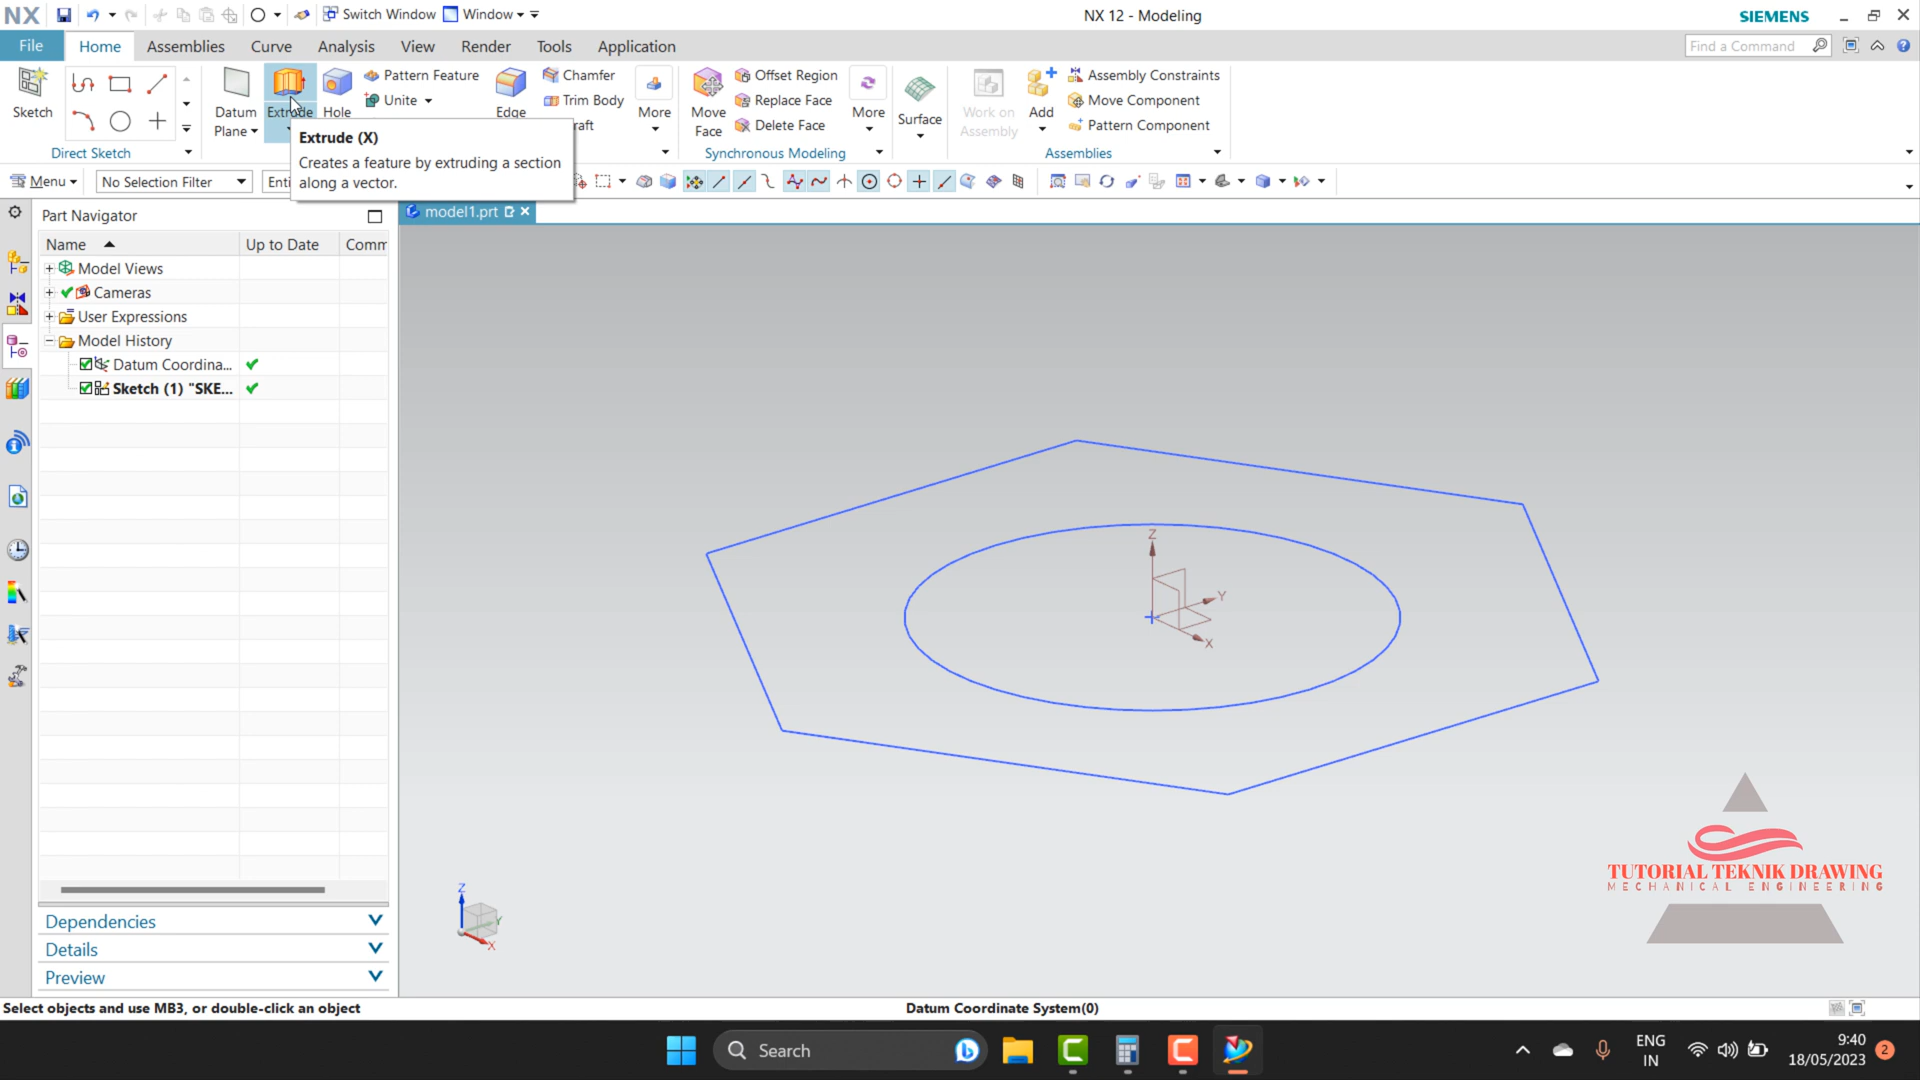 NX
Switch Window
Window
NX 12 - Modeling
SIEMENS
File
Home
Assemblies
Curve
Analysis
View
Render
Tools
Application
Find a Command
Sketch
Direct Sketch
Datum
Plane
Extrude
Hole
Pattern Feature
Unite
Edge
Chamfer
Trim Body
raft
More
Move
Face
Offset Region
Replace Face
Delete Face
More
Synchronous Modeling
Surface
Work on
Assembly
Add
Assembly Constraints
Move Component
Pattern Component
Assemblies
Extrude (X)
Creates a feature by extruding a section
along a vector.
Menu
No Selection Filter
Enti
Part Navigator
model1.prt
Name
Up to Date
Comm
Model Views
Cameras
User Expressions
Model History
Datum Coordina...
Sketch (1) "SKE...
Z
Y
X
Z
Y
X
TUTORIAL TEKNIK DRAWING
MECHANICAL ENGINEERING
Dependencies
Details
Preview
Select objects and use MB3, or double-click an object
Datum Coordinate System(0)
Search
ENG
IN
9:40
18/05/2023
2